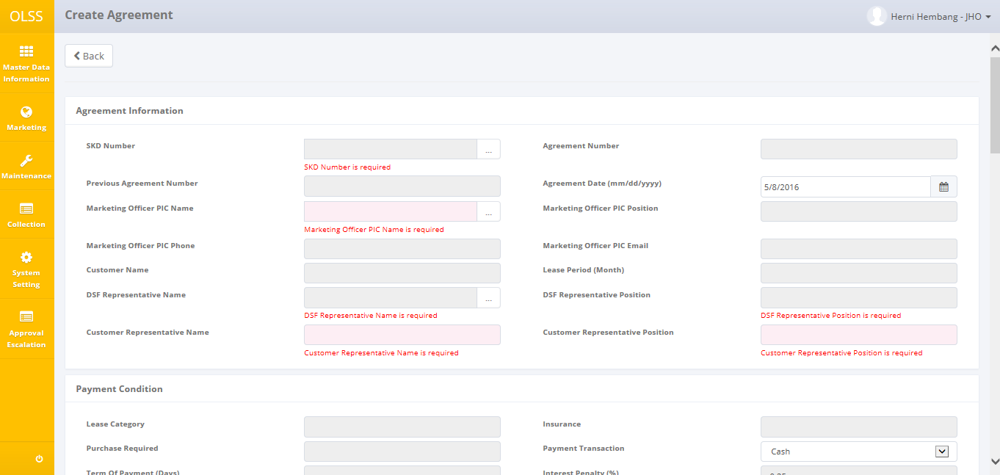 OLSS
Create Agreement
Herni Hembang - JHO
Master Data
Information
Marketing
Maintenance
Collection
System
Setting
Approval
Escalation
Back
Agreement Information
SKD Number
...
Agreement Number
SKD Number is required
Previous Agreement Number
Agreement Date (mm/dd/yyyy)
5/8/2016
Marketing Officer PIC Name
...
Marketing Officer PIC Position
Marketing Officer PIC Name is required
Marketing Officer PIC Phone
Marketing Officer PIC Email
Customer Name
Lease Period (Month)
DSF Representative Name
...
DSF Representative Position
DSF Representative Name is required
DSF Representative Position is required
Customer Representative Name
Customer Representative Position
Customer Representative Name is required
Customer Representative Position is required
Payment Condition
Lease Category
Insurance
Purchase Required
Payment Transaction
Cash
Term Of Payment (Days)
Interest Penalty (%)